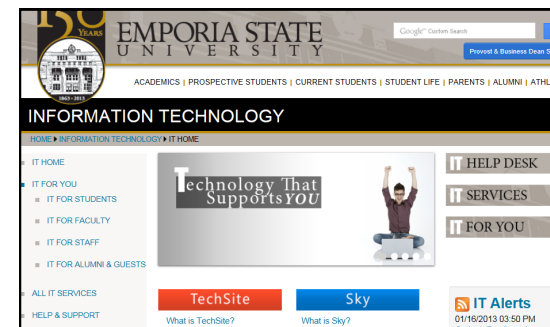 150
YEARS
1863 - 2013
EMPORIA STATE
UNIVERSITY
Google™ Custom Search
Provost & Business Dean S
ACADEMICS | PROSPECTIVE STUDENTS | CURRENT STUDENTS | STUDENT LIFE | PARENTS | ALUMNI | ATHL
INFORMATION TECHNOLOGY
HOME ▸ INFORMATION TECHNOLOGY ▸ IT HOME
IT HOME
IT FOR YOU
IT FOR STUDENTS
IT FOR FACULTY
IT FOR STAFF
IT FOR ALUMNI & GUESTS
ALL IT SERVICES
HELP & SUPPORT
Technology That
Supports YOU
TechSite
What is TechSite?
Sky
What is Sky?
IT HELP DESK
IT SERVICES
IT FOR YOU
IT Alerts
01/16/2013 03:50 PM